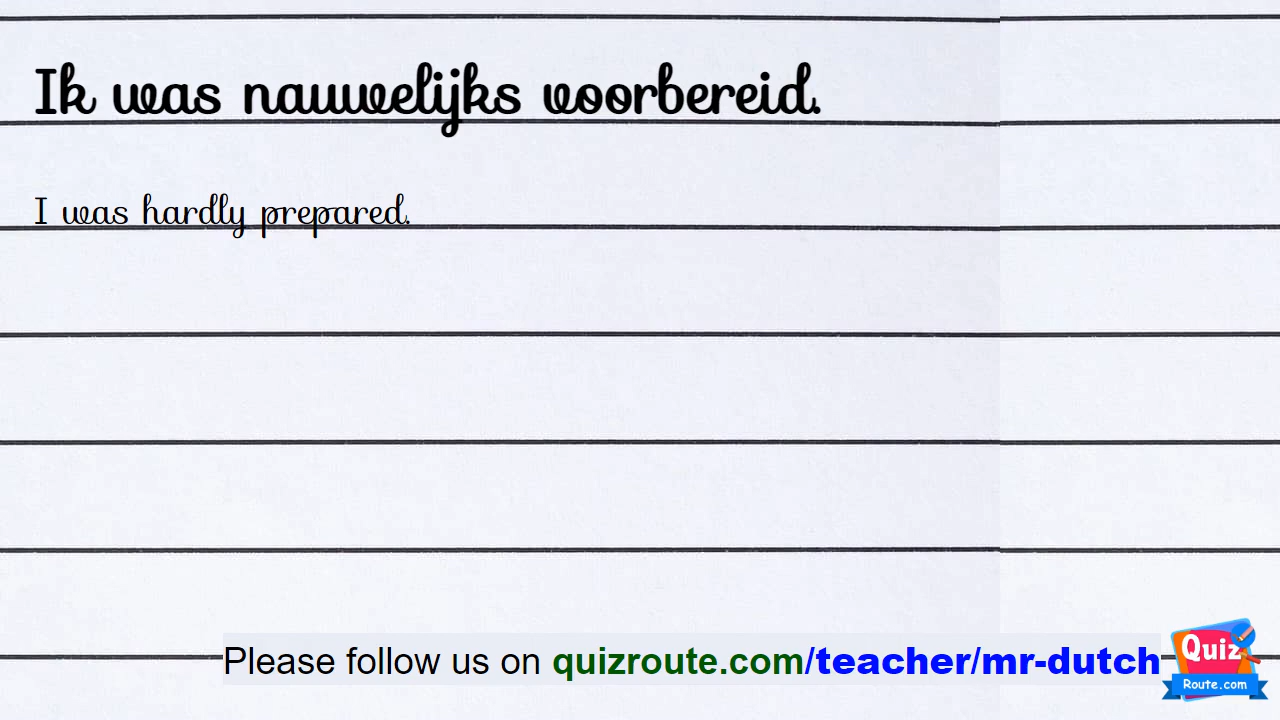 Ik was nauwelijks voorbereid.
I was hardly prepared.
Please follow us on quizroute.com/teacher/mr-dutch
Quiz
Route.com